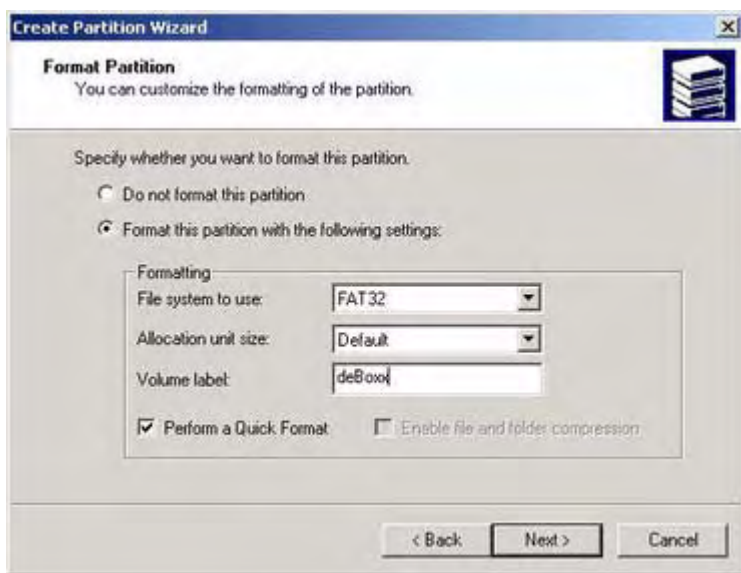 Create Partition Wizard
Format Partition
You can customize the formatting of the partition.
Specify whether you want to format this partition.
Do not format this partition
Format this partition with the following settings:
Formatting
File system to use: FAT32
Allocation unit size: Default
Volume label: deBoxx
Perform a Quick Format Enable file and folder compression
< Back Next > Cancel